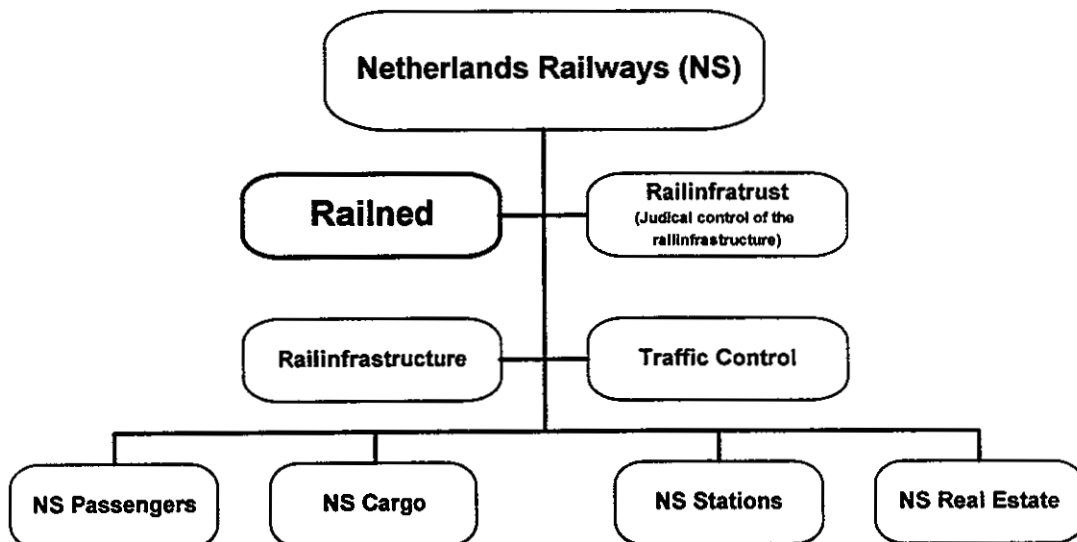 Netherlands Railways (NS)
Railned
Railinfratrust
(Judical control of the
railinfrastructure)
Railinfrastructure
Traffic Control
NS Passengers
NS Cargo
NS Stations
NS Real Estate